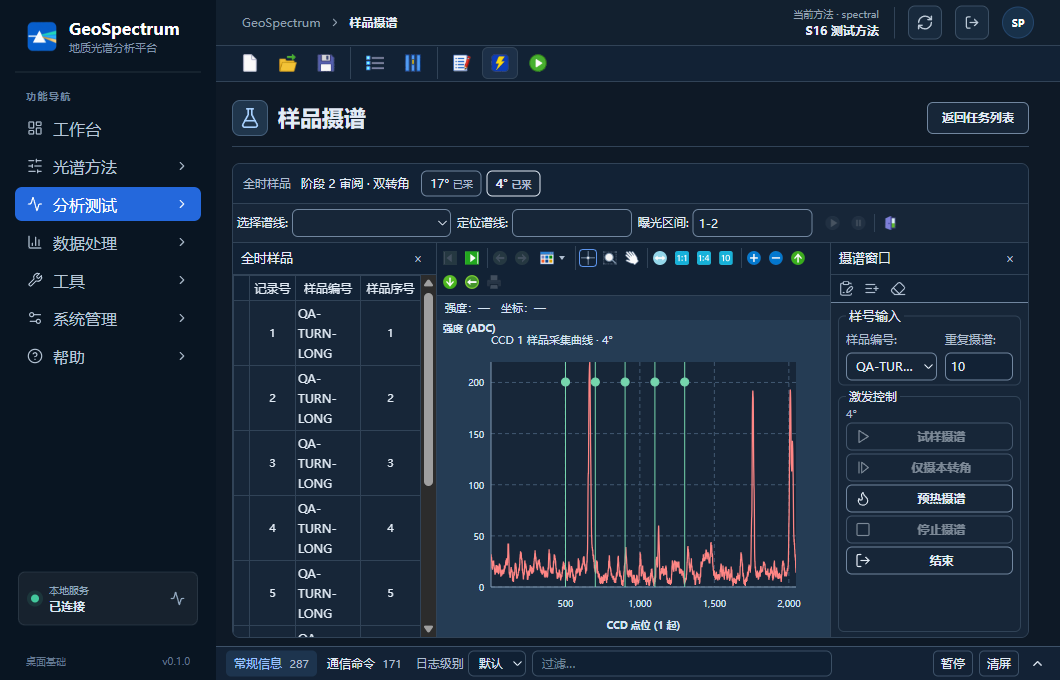 GeoSpectrum
地质光谱分析平台
功能导航
工作台
光谱方法
分析测试
数据处理
工具
系统管理
帮助
本地服务
已连接
桌面基础 v0.1.0
GeoSpectrum > 样品摄谱
当前方法 · spectral
S16 测试方法
SP
样品摄谱
返回任务列表
全时样品 阶段 2 审阅 · 双转角 17° 已采 4° 已采
选择谱线: 定位谱线: 曝光区间: 1-2
全时样品 ×
记录号 样品编号 样品序号
1 QA-TURN-LONG 1
2 QA-TURN-LONG 2
3 QA-TURN-LONG 3
4 QA-TURN-LONG 4
5 QA-TURN-LONG 5
1:1 1:4 10
强度: — 坐标: —
强度 (ADC)
CCD 1 样品采集曲线 · 4°
200
150
100
50
0
500 1,000 1,500 2,000
CCD 点位 (1 起)
摄谱窗口 ×
样号输入
样品编号: 重复摄谱:
QA-TUR... 10
激发控制
4°
试样摄谱
仅摄本转角
预热摄谱
停止摄谱
结束
常规信息 287 通信命令 171 日志级别 默认 过滤... 暂停 清屏